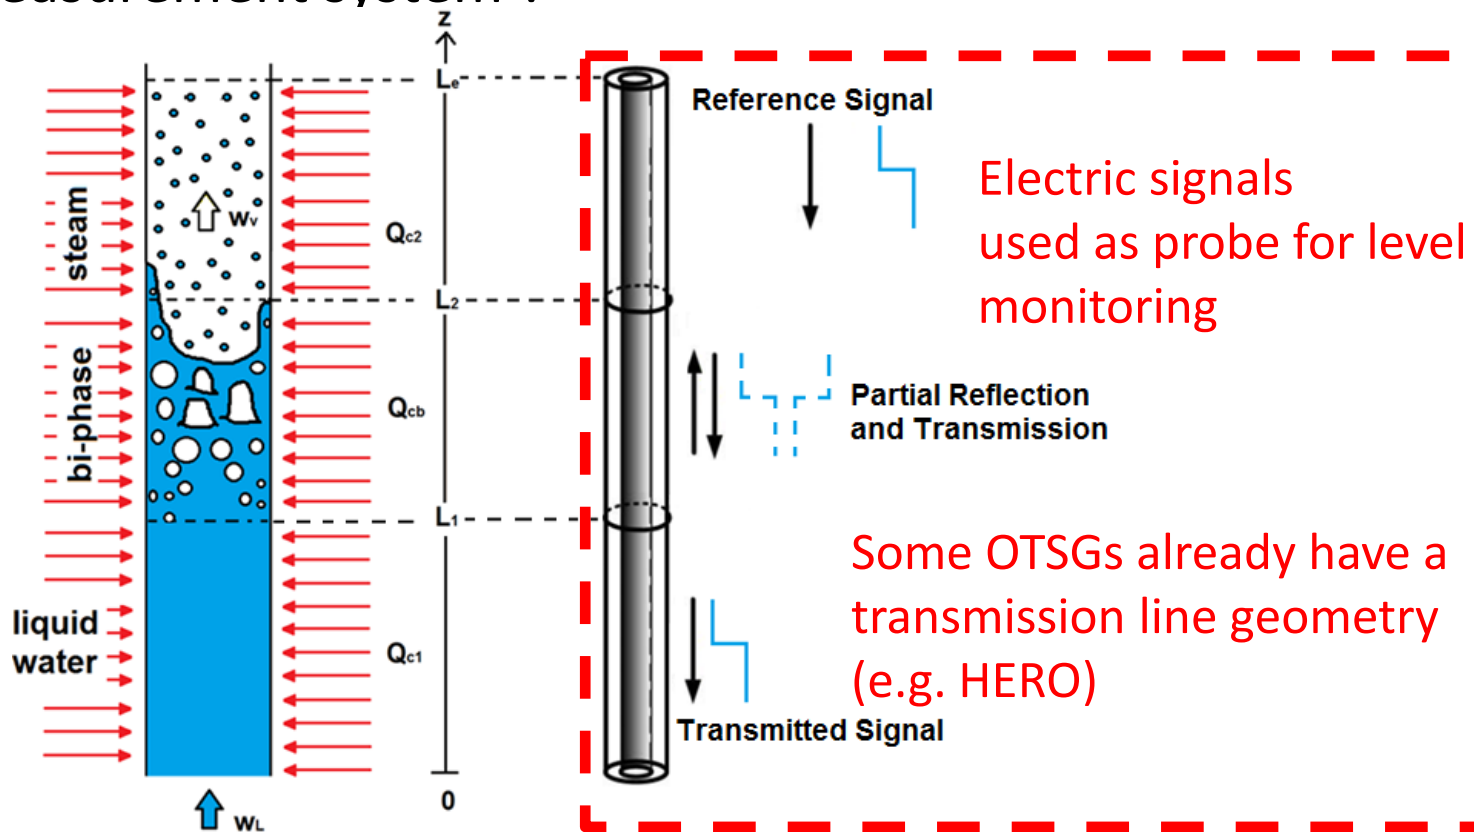 z
Le
Reference Signal
Electric signals
used as probe for level
monitoring
steam
wv
Qc2
L2
bi-phase
Qcb
Partial Reflection
and Transmission
L1
Some OTSGs already have a
transmission line geometry
(e.g. HERO)
liquid
water
Qc1
Transmitted Signal
0
wL